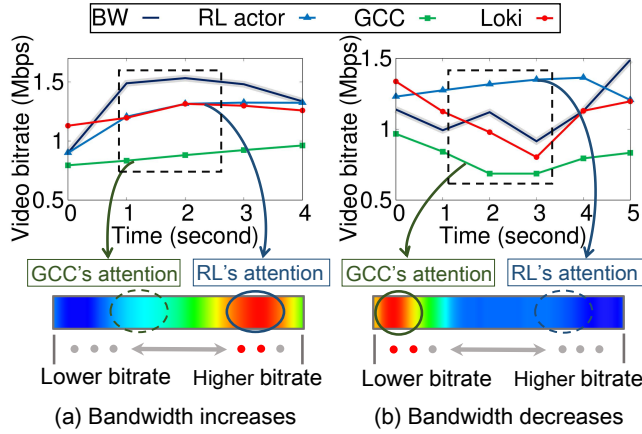 BW RL actor GCC Loki
Video bitrate (Mbps)
1.5
1
0.5
0 1 2 3 4
Time (second)
GCC's attention
RL's attention
Lower bitrate
Higher bitrate
(a) Bandwidth increases
Video bitrate (Mbps)
1.5
1
0.5
0 1 2 3 4 5
Time (second)
GCC's attention
RL's attention
Lower bitrate
Higher bitrate
(b) Bandwidth decreases